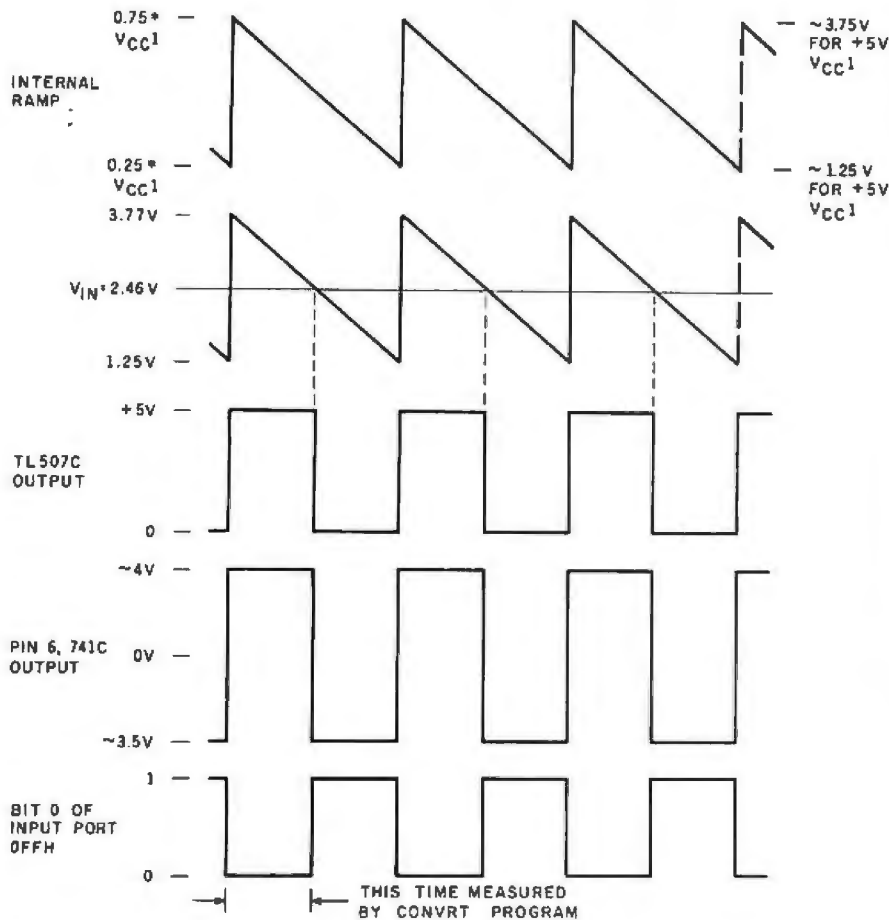 0.75*
VCC1
~3.75V
FOR +5V
VCC1
INTERNAL
RAMP
0.25*
VCC1
~1.25V
FOR +5V
VCC1
3.77V
VIN=2.46V
1.25V
+5V
TL507C
OUTPUT
0
~4V
PIN 6, 741C
OUTPUT
0V
~3.5V
1
BIT 0 OF
INPUT PORT
0FFH
0
THIS TIME MEASURED
BY CONVRT PROGRAM